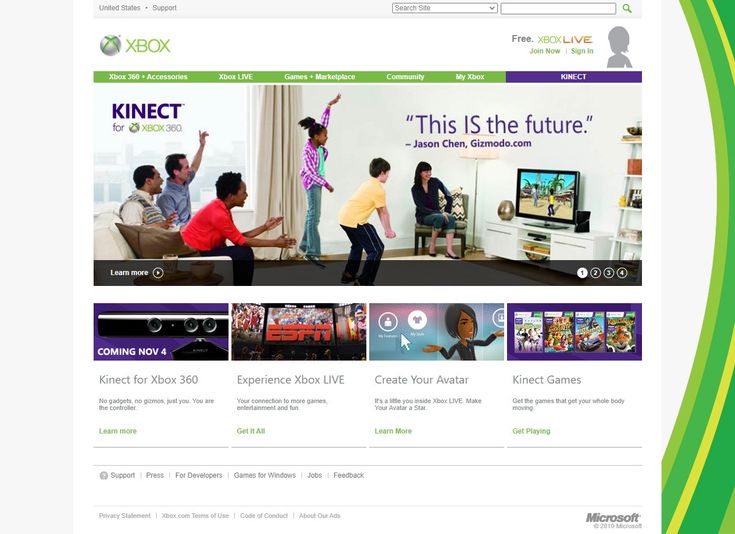 United States • Support
Search Site
XBOX
Free. XBOX LIVE
Join Now | Sign In
Xbox 360 + Accessories
Xbox LIVE
Games + Marketplace
Community
My Xbox
KINECT
KINECT™
for XBOX 360.
“This IS the future.”
– Jason Chen, Gizmodo.com
Learn more
1 2 3 4
COMING NOV 4
KINECT
ESPN
My Features
My Style
Kinect for Xbox 360
No gadgets, no gizmos, just you. You are
the controller.
Learn more
Experience Xbox LIVE
Your connection to more games,
entertainment and fun.
Get It All
Create Your Avatar
It's a little you inside Xbox LIVE. Make
Your Avatar a Star.
Learn More
Kinect Games
Get the games that get your whole body
moving.
Get Playing
? Support | Press | For Developers | Games for Windows | Jobs | Feedback
Privacy Statement | Xbox.com Terms of Use | Code of Conduct | About Our Ads
Microsoft®
© 2010 Microsoft